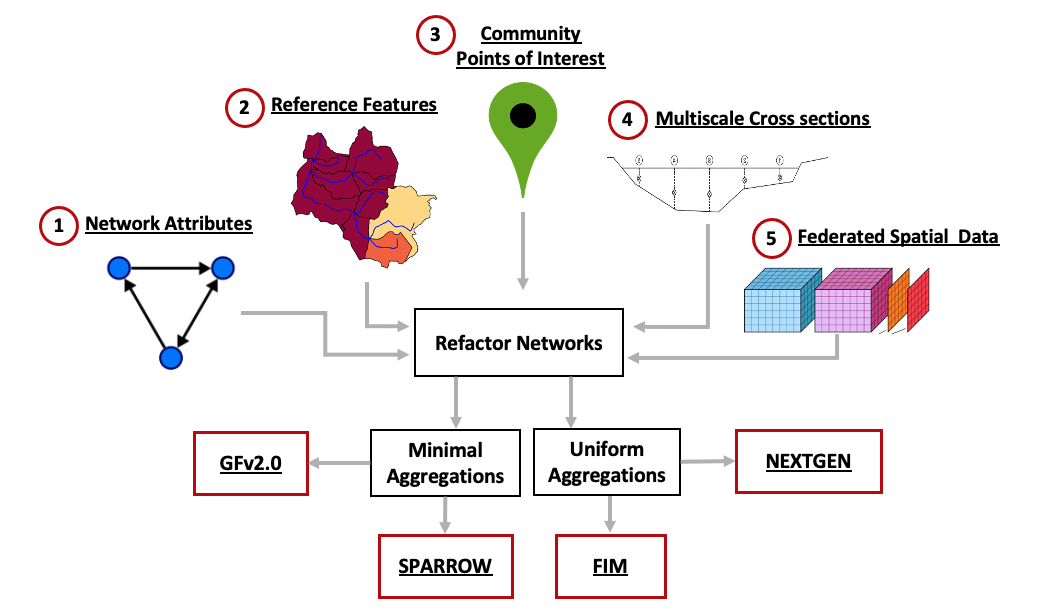 3
Community
Points of Interest
2
Reference Features
4
Multiscale Cross sections
1
Network Attributes
5
Federated Spatial Data
Refactor Networks
Minimal
Aggregations
Uniform
Aggregations
GFv2.0
NEXTGEN
SPARROW
FIM